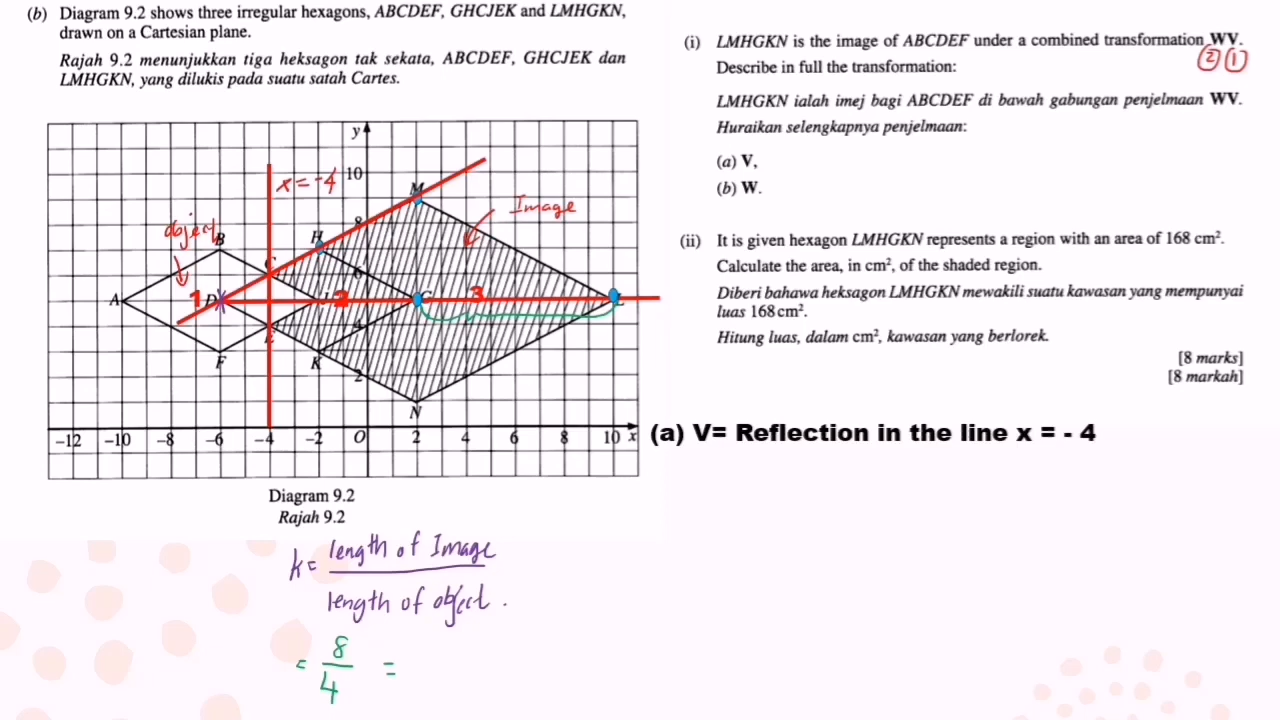 (b) Diagram 9.2 shows three irregular hexagons, ABCDEF, GHCJEK and LMHGKN,
drawn on a Cartesian plane.
Rajah 9.2 menunjukkan tiga heksagon tak sekata, ABCDEF, GHCJEK dan
LMHGKN, yang dilukis pada suatu satah Cartes.
(i) LMHGKN is the image of ABCDEF under a combined transformation WV.
2 1
Describe in full the transformation:
LMHGKN ialah imej bagi ABCDEF di bawah gabungan penjelmaan WV.
Huraikan selengkapnya penjelmaan:
(a) V,
(b) W.
(ii) It is given hexagon LMHGKN represents a region with an area of 168 cm².
Calculate the area, in cm², of the shaded region.
Diberi bahawa heksagon LMHGKN mewakili suatu kawasan yang mempunyai
luas 168 cm².
Hitung luas, dalam cm², kawasan yang berlorek.
[8 marks]
[8 markah]
y
10
x = -4
M
Image
object
B
H
8
C
6
A
1
D
J
2
G
3
L
4
E
F
K
2
N
-12 -10 -8 -6 -4 -2 O 2 4 6 8 10 x
(a) V= Reflection in the line x = - 4
Diagram 9.2
Rajah 9.2
k = length of Image
length of object.
= 8
4 =